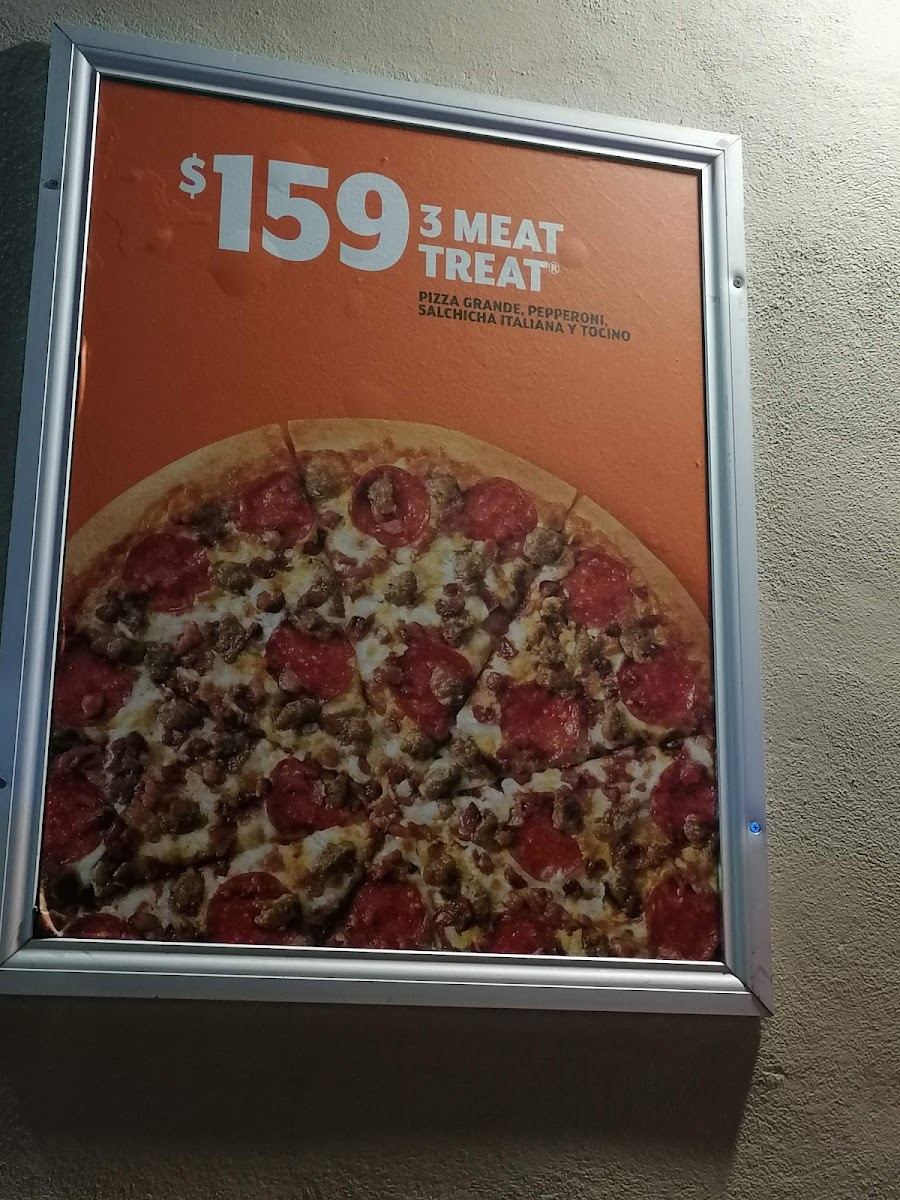 $159 3 MEAT
TREAT®
PIZZA GRANDE, PEPPERONI,
SALCHICHA ITALIANA Y TOCINO